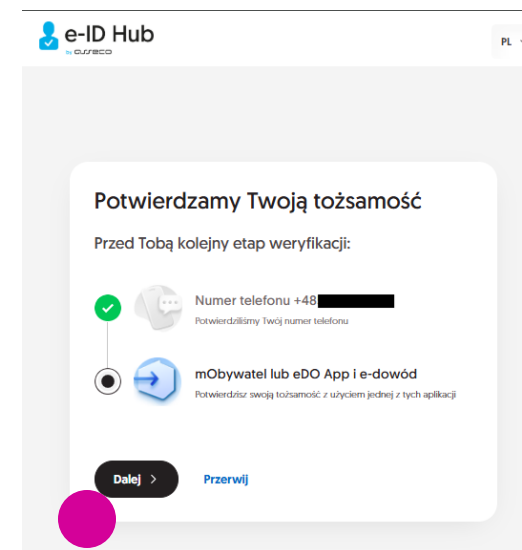 e-ID Hub
by asseco
PL
Potwierdzamy Twoją tożsamość
Przed Tobą kolejny etap weryfikacji:
Numer telefonu +48
Potwierdziliśmy Twój numer telefonu
mObywatel lub eDO App i e-dowód
Potwierdzisz swoją tożsamość z użyciem jednej z tych aplikacji
Dalej >
Przerwij